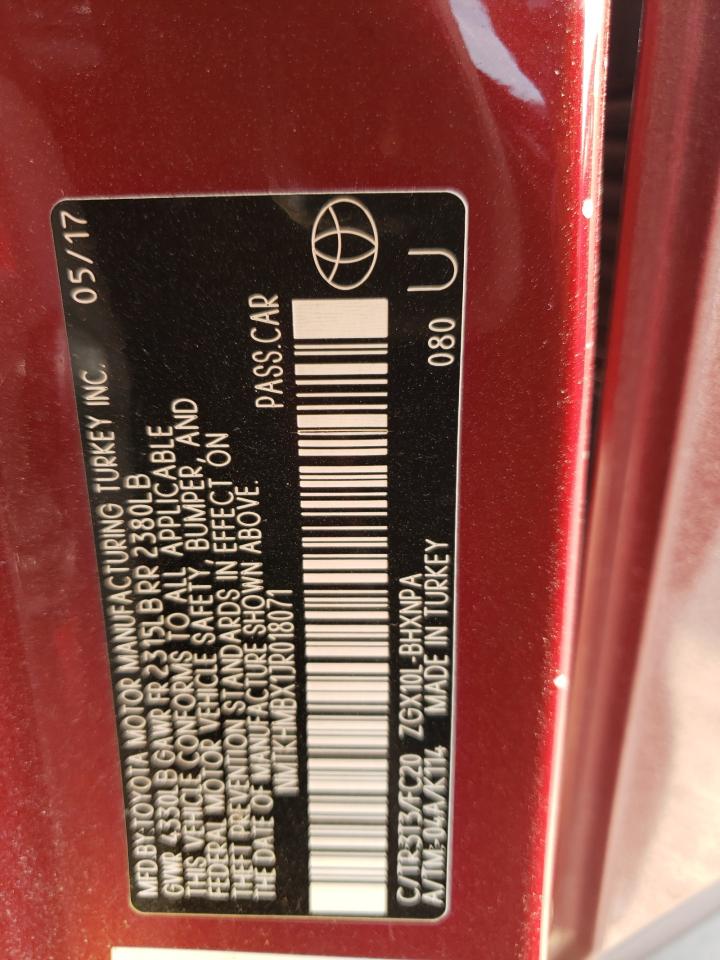 MFD.BY:TOYOTA MOTOR MANUFACTURING TURKEY INC. 05/17
GWR 4330LB GAWR FR 2315LB RR 2380LB
THIS VEHICLE CONFORMS TO ALL APPLICABLE
FEDERAL MOTOR VEHICLE SAFETY, BUMPER, AND
THEFT PREVENTION STANDARDS IN EFFECT ON
THE DATE OF MANUFACTURE SHOWN ABOVE.
NMTKHMBX1JR018071 PASS.CAR
C/TR:3T3/FC20 ZGX10L-BHXNPA
A/TM:-04A/K114 MADE IN TURKEY 080 U